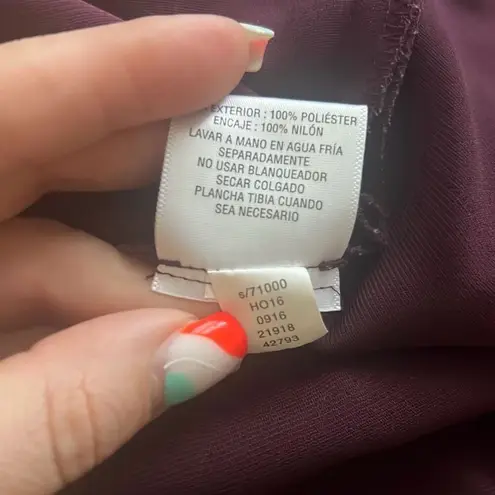 EXTERIOR : 100% POLIÉSTER
ENCAJE : 100% NILÓN
LAVAR A MANO EN AGUA FRÍA
SEPARADAMENTE
NO USAR BLANQUEADOR
SECAR COLGADO
PLANCHA TIBIA CUANDO
SEA NECESARIO
s/71000
HO16
0916
21918
42793